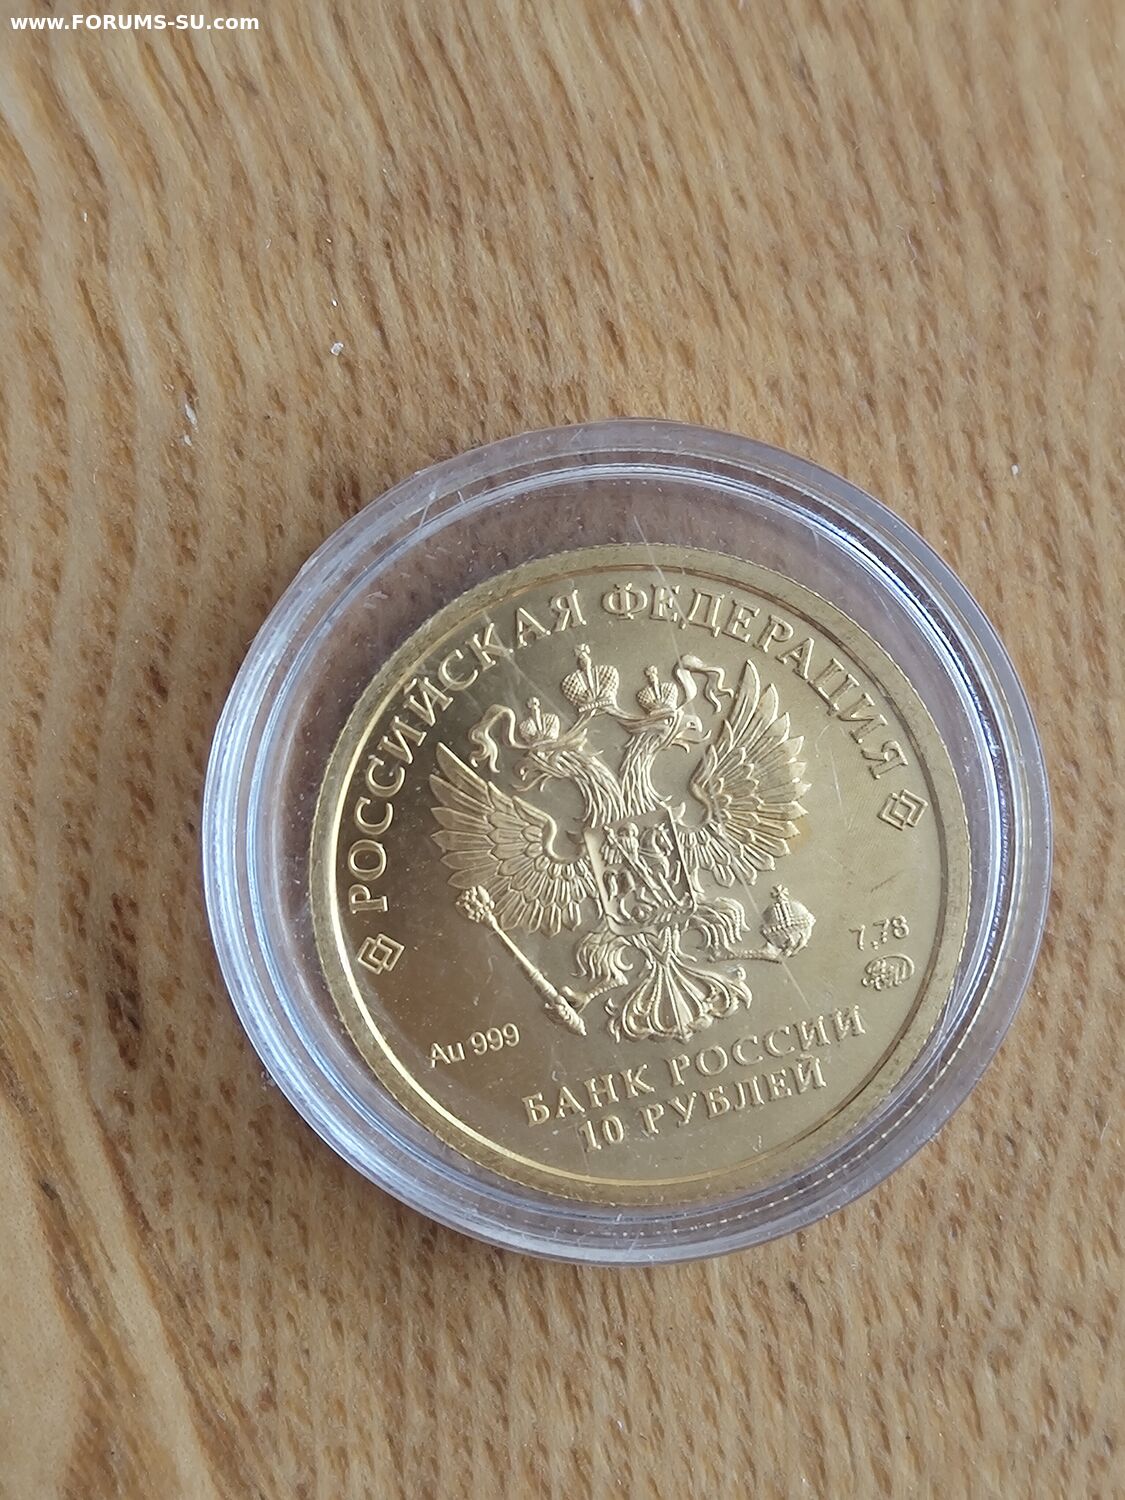 www.FORUMS-SU.com
РОССИЙСКАЯ ФЕДЕРАЦИЯ
7,78
Au 999
БАНК РОССИИ
10 РУБЛЕЙ